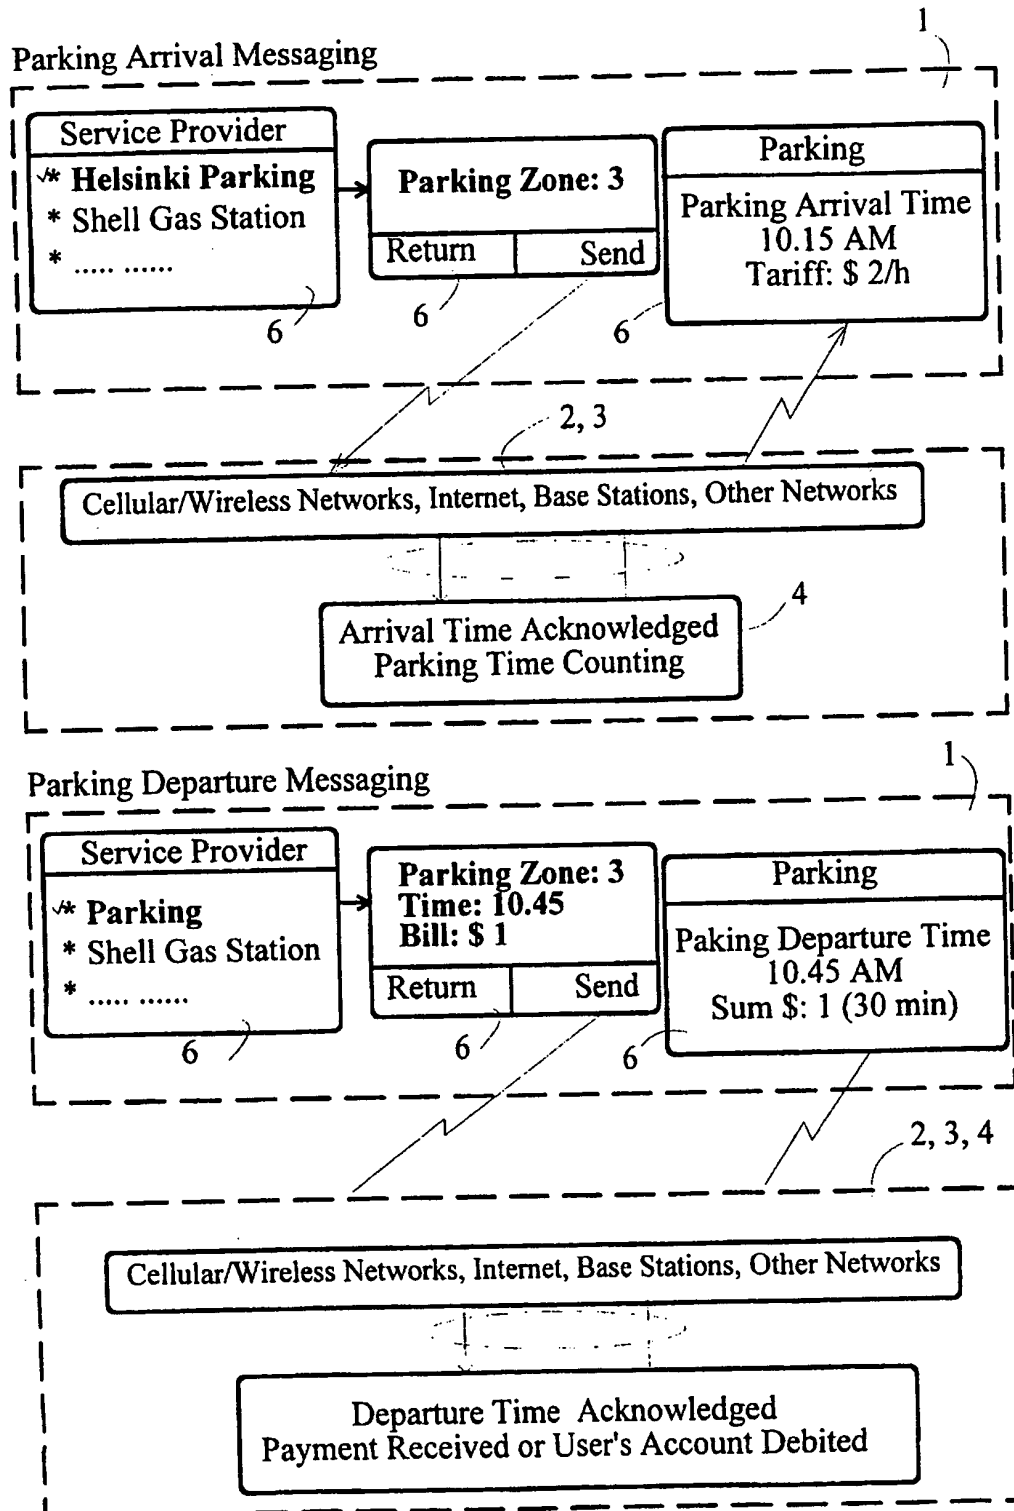 1
Parking Arrival Messaging
Service Provider
* Helsinki Parking
* Shell Gas Station
* ..... ......
6
Parking Zone: 3
Return
Send
6
Parking
Parking Arrival Time
10.15 AM
Tariff: $ 2/h
6
2, 3
Cellular/Wireless Networks, Internet, Base Stations, Other Networks
4
Arrival Time Acknowledged
Parking Time Counting
Parking Departure Messaging
1
Service Provider
* Parking
* Shell Gas Station
* ..... ......
6
Parking Zone: 3
Time: 10.45
Bill: $ 1
Return
Send
6
Parking
Paking Departure Time
10.45 AM
Sum $: 1 (30 min)
6
2, 3, 4
Cellular/Wireless Networks, Internet, Base Stations, Other Networks
Departure Time Acknowledged
Payment Received or User's Account Debited